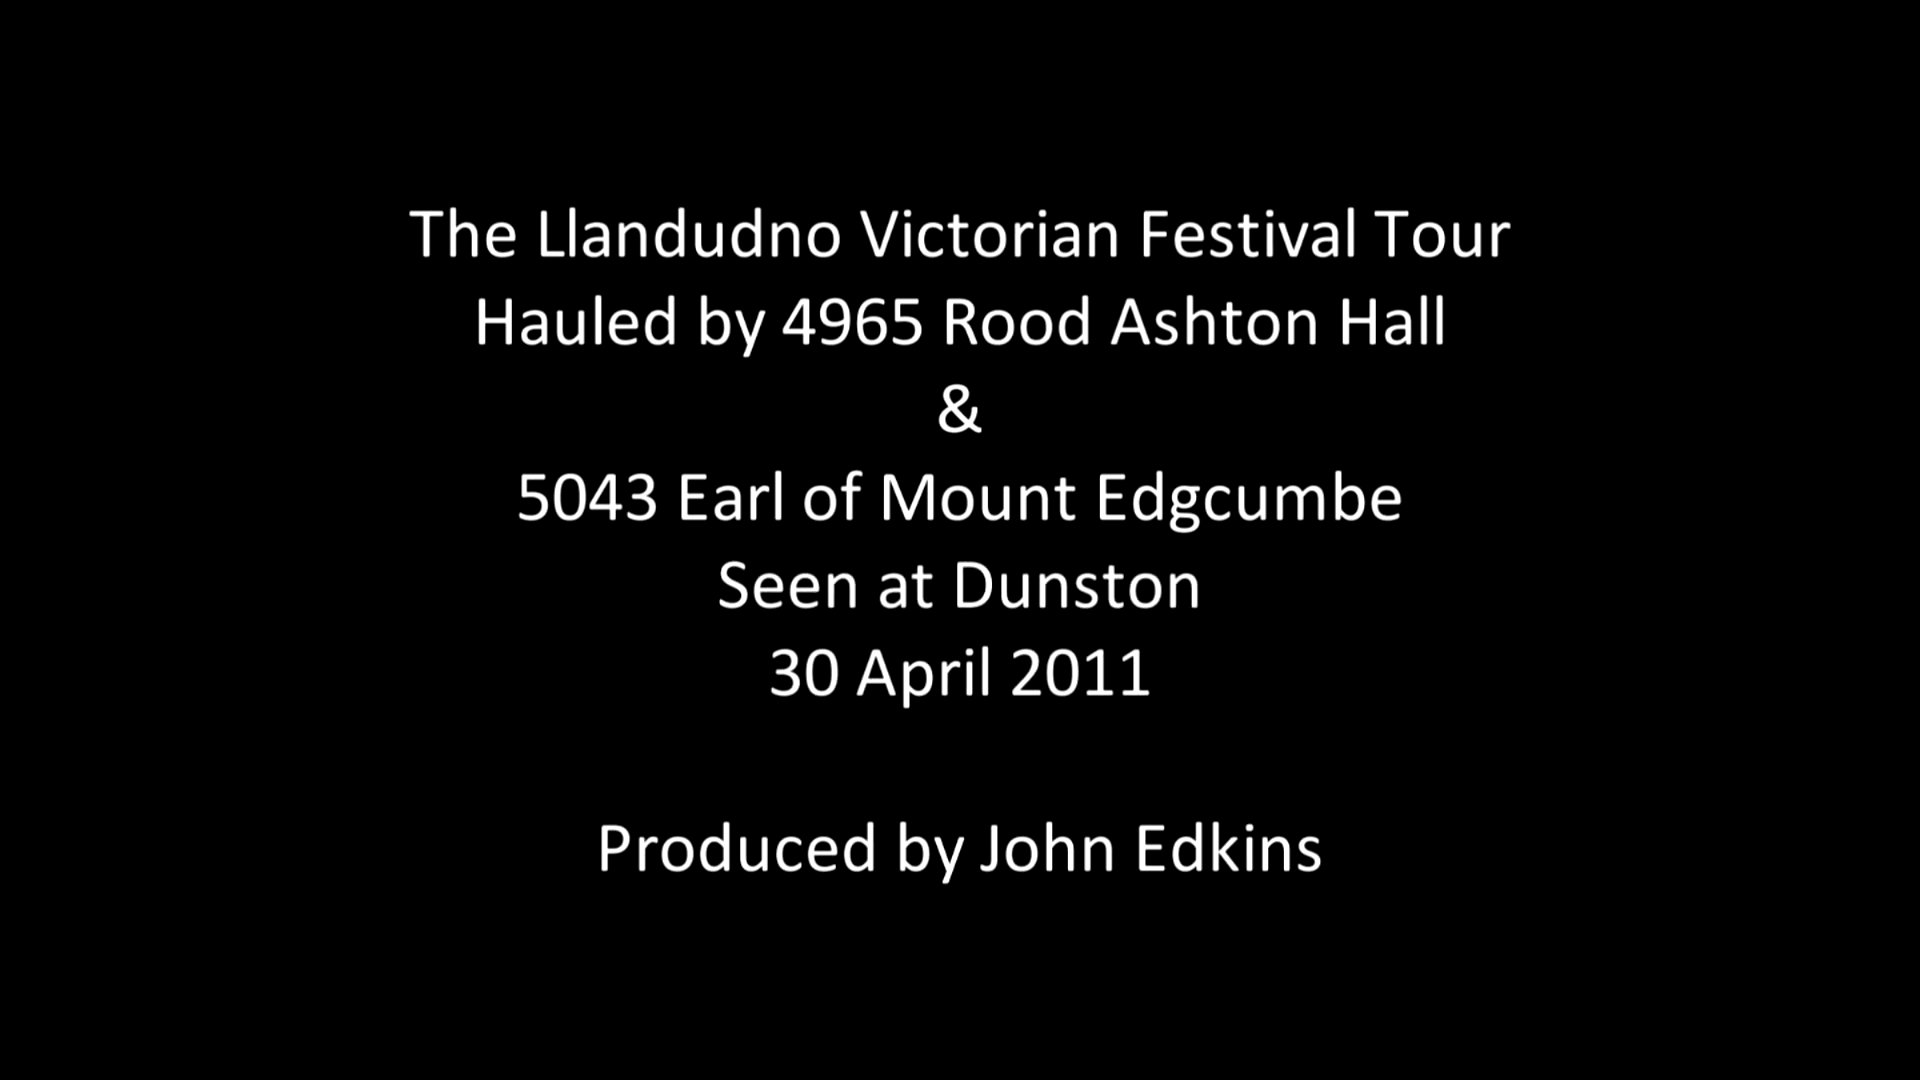 The Llandudno Victorian Festival Tour
Hauled by 4965 Rood Ashton Hall
&
5043 Earl of Mount Edgcumbe
Seen at Dunston
30 April 2011
Produced by John Edkins